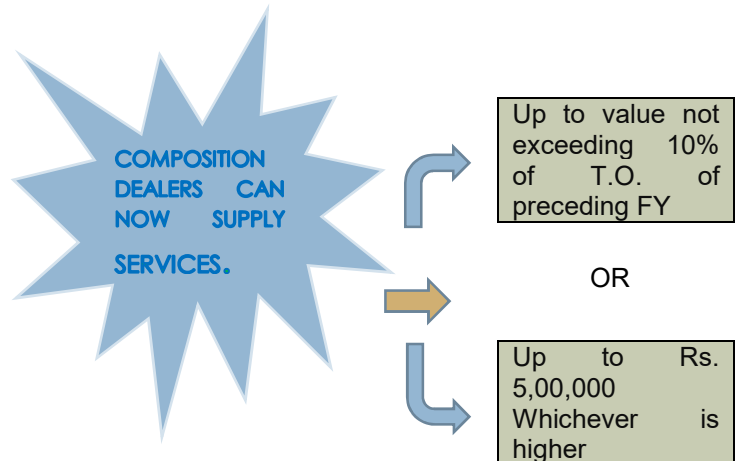 COMPOSITION
DEALERS CAN
NOW SUPPLY
SERVICES.
Up to value not
exceeding 10%
of T.O. of
preceding FY
OR
Up to Rs.
5,00,000
Whichever is
higher